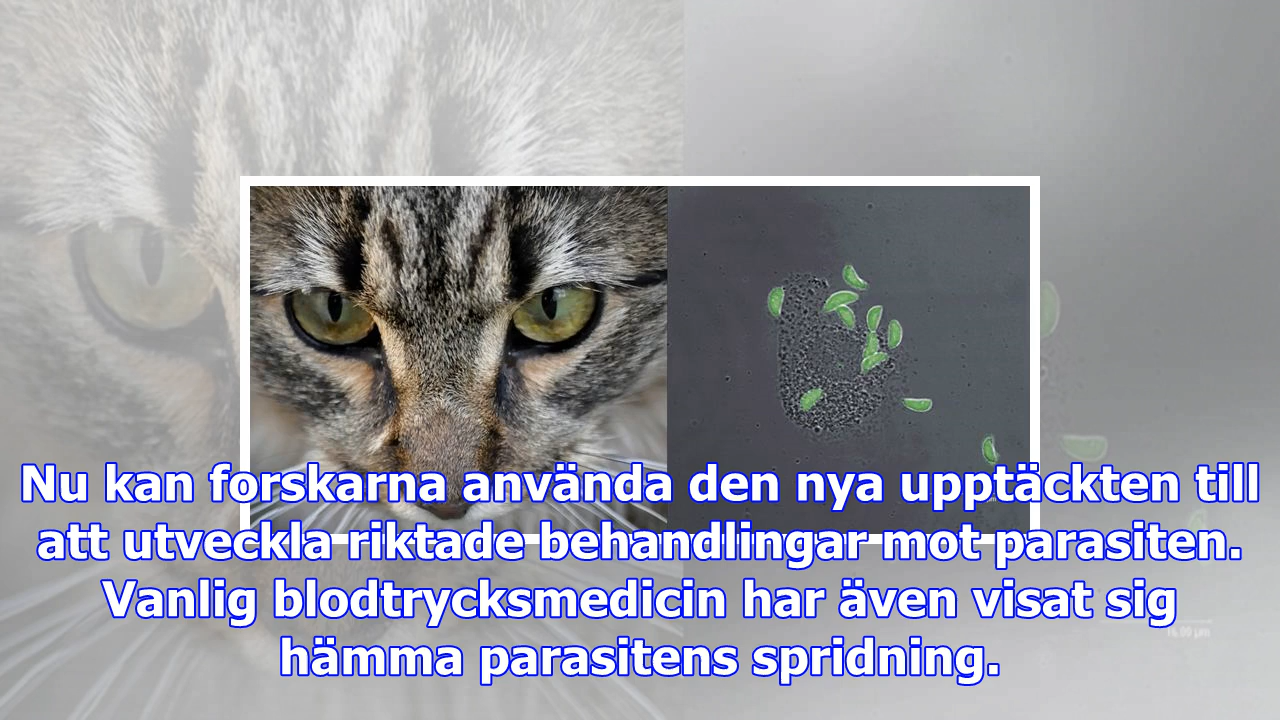 Nu kan forskarna använda den nya upptäckten till
att utveckla riktade behandlingar mot parasiten.
Vanlig blodtrycksmedicin har även visat sig
hämma parasitens spridning.